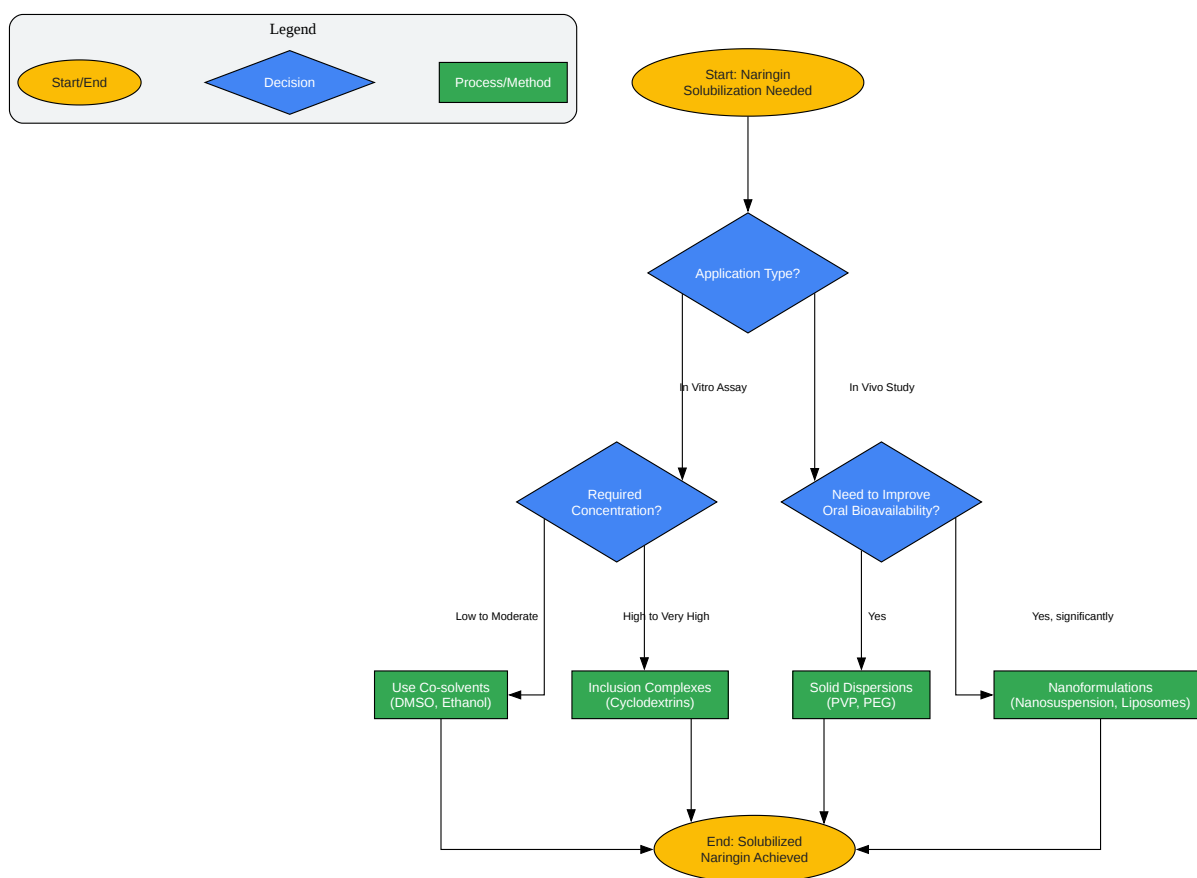 Legend
Start/End
Decision
Process/Method
Start: Naringin
Solubilization Needed
Application Type?
In Vitro Assay
In Vivo Study
Required
Concentration?
Need to Improve
Oral Bioavailability?
Low to Moderate
High to Very High
Yes
Yes, significantly
Use Co-solvents
(DMSO, Ethanol)
Inclusion Complexes
(Cyclodextrins)
Solid Dispersions
(PVP, PEG)
Nanoformulations
(Nanosuspension, Liposomes)
End: Solubilized
Naringin Achieved